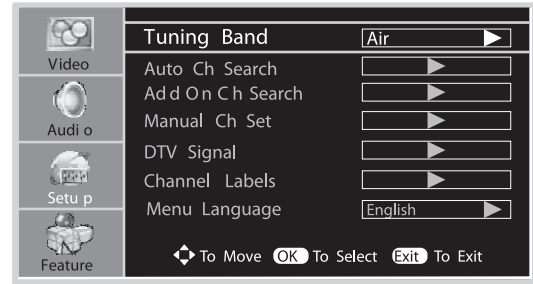 Video
Audi o
Setu p
Feature
Tuning Band Air
Auto Ch Search
Ad d O n C h Search
Manual Ch Set
DTV Signal
Channel Labels
Menu Language English
To Move OK To Select Exit To Exit